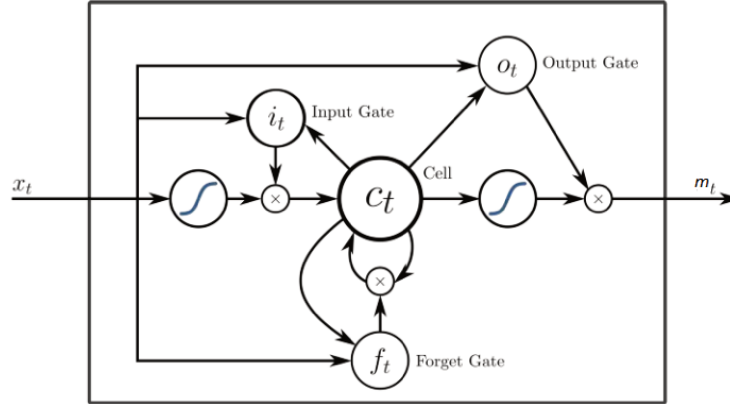 o_t Output Gate
i_t Input Gate
x_t
×
c_t
Cell
×
m_t
×
f_t Forget Gate